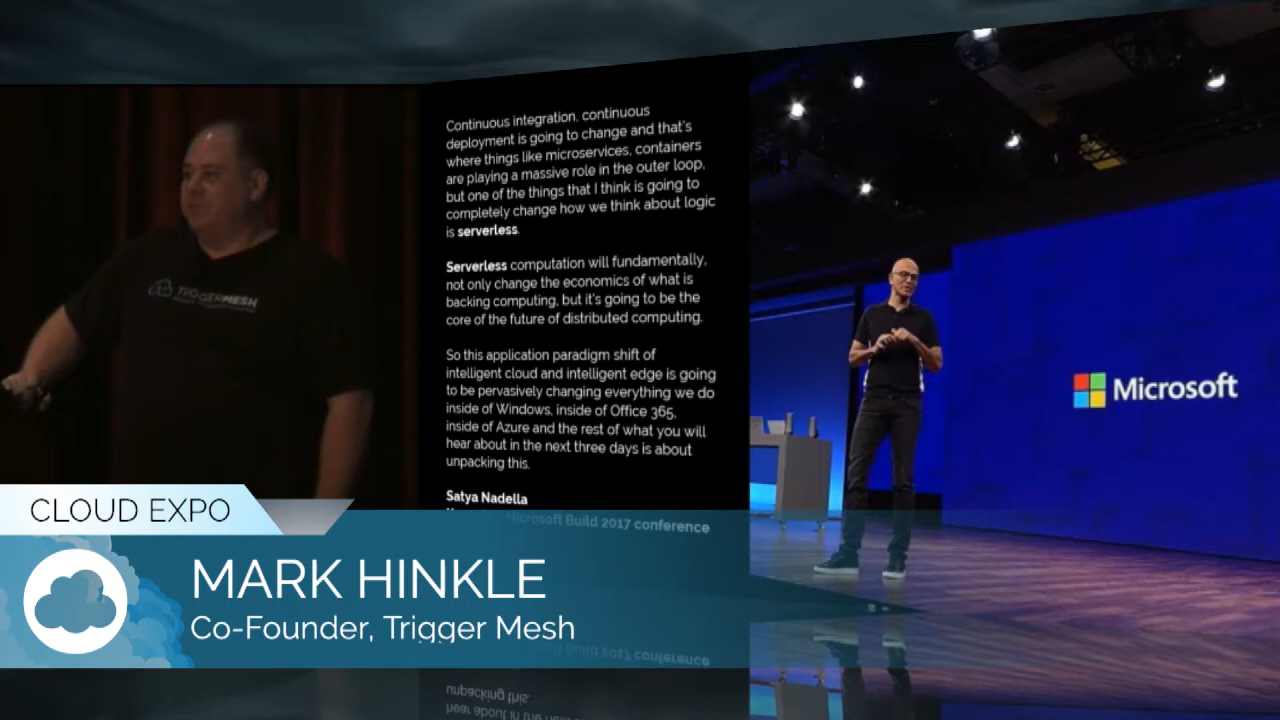 TRIGGERMESH
Continuous integration, continuous
deployment is going to change and that's
where things like microservices, containers
are playing a massive role in the outer loop,
but one of the things that I think is going to
completely change how we think about logic
is serverless.
Serverless computation will fundamentally,
not only change the economics of what is
backing computing, but it's going to be the
core of the future of distributed computing.
So this application paradigm shift of
intelligent cloud and intelligent edge is going
to be pervasively changing everything we do
inside of Windows, inside of Office 365,
inside of Azure and the rest of what you will
hear about in the next three days is about
unpacking this.
Satya Nadella
Microsoft Build 2017 conference
Microsoft
CLOUD EXPO
MARK HINKLE
Co-Founder, Trigger Mesh